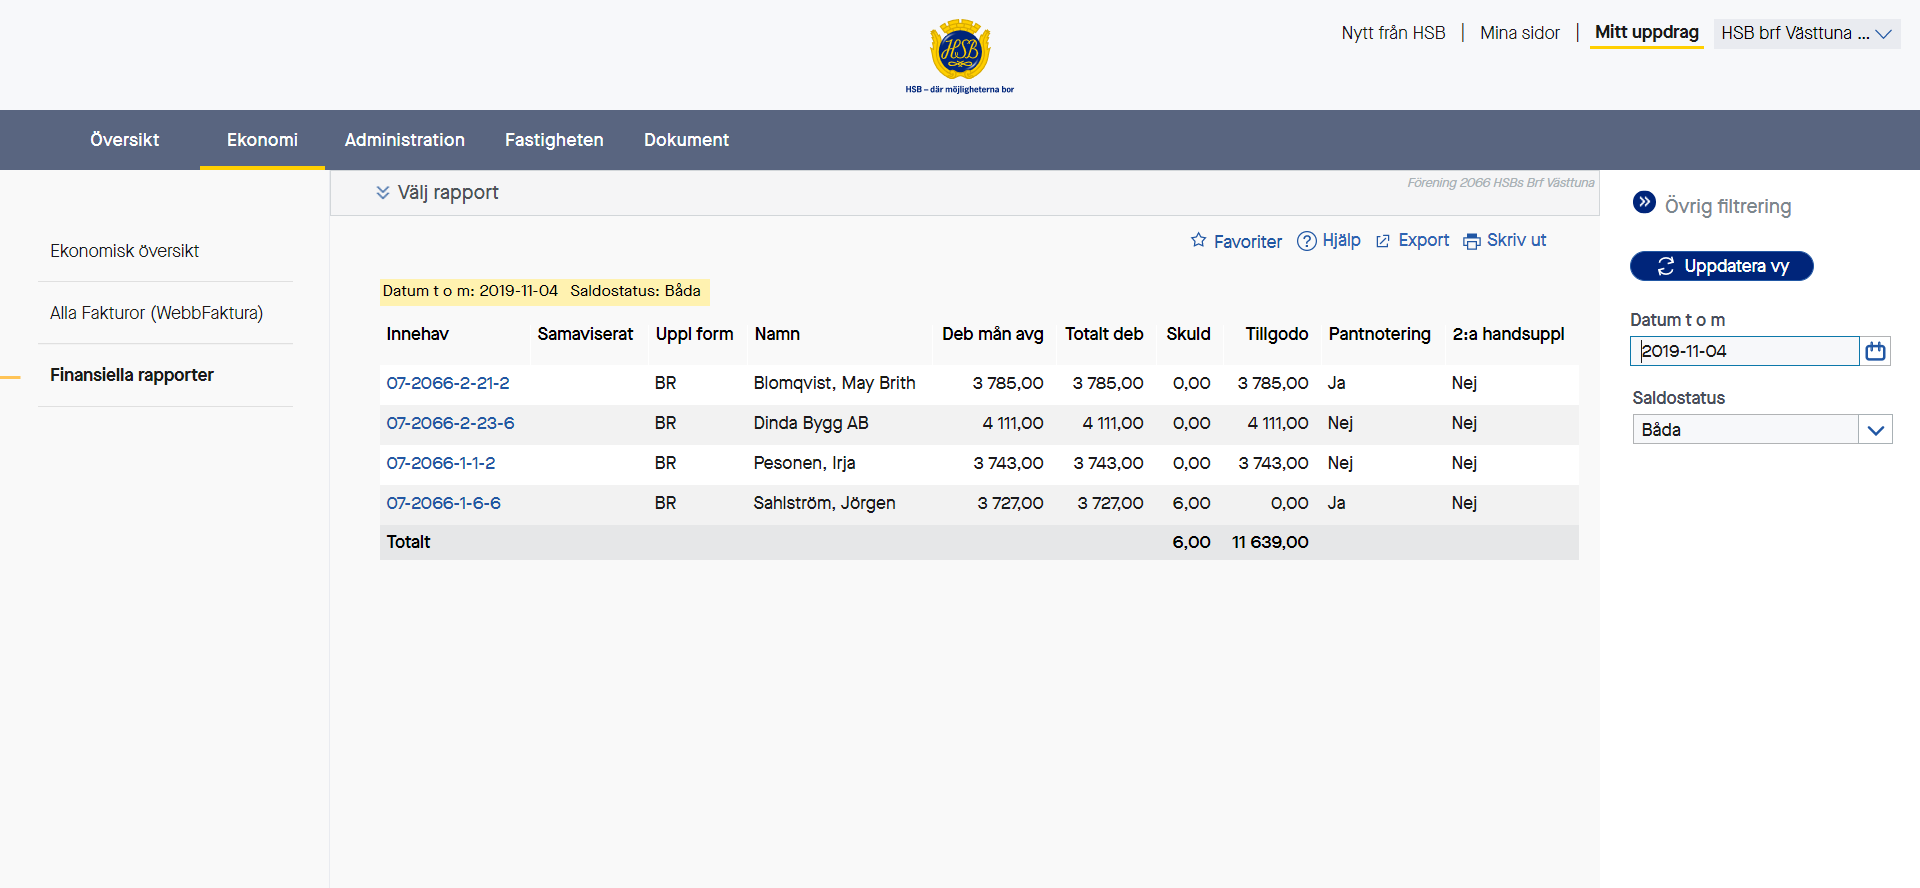 Nytt från HSB | Mina sidor | Mitt uppdrag HSB brf Västtuna ...
HSB
HSB – där möjligheterna bor
Översikt Ekonomi Administration Fastigheten Dokument
Välj rapport
Förening 2066 HSBs Brf Västtuna
Övrig filtrering
Ekonomisk översikt
Alla Fakturor (WebbFaktura)
Finansiella rapporter
Favoriter Hjälp Export Skriv ut
Uppdatera vy
Datum t o m
2019-11-04
Saldostatus
Båda
Datum t o m: 2019-11-04 Saldostatus: Båda
Innehav Samaviserat Uppl form Namn Deb mån avg Totalt deb Skuld Tillgodo Pantnotering 2:a handsuppl
07-2066-2-21-2 BR Blomqvist, May Brith 3 785,00 3 785,00 0,00 3 785,00 Ja Nej
07-2066-2-23-6 BR Dinda Bygg AB 4 111,00 4 111,00 0,00 4 111,00 Nej Nej
07-2066-1-1-2 BR Pesonen, Irja 3 743,00 3 743,00 0,00 3 743,00 Nej Nej
07-2066-1-6-6 BR Sahlström, Jörgen 3 727,00 3 727,00 6,00 0,00 Ja Nej
Totalt 6,00 11 639,00